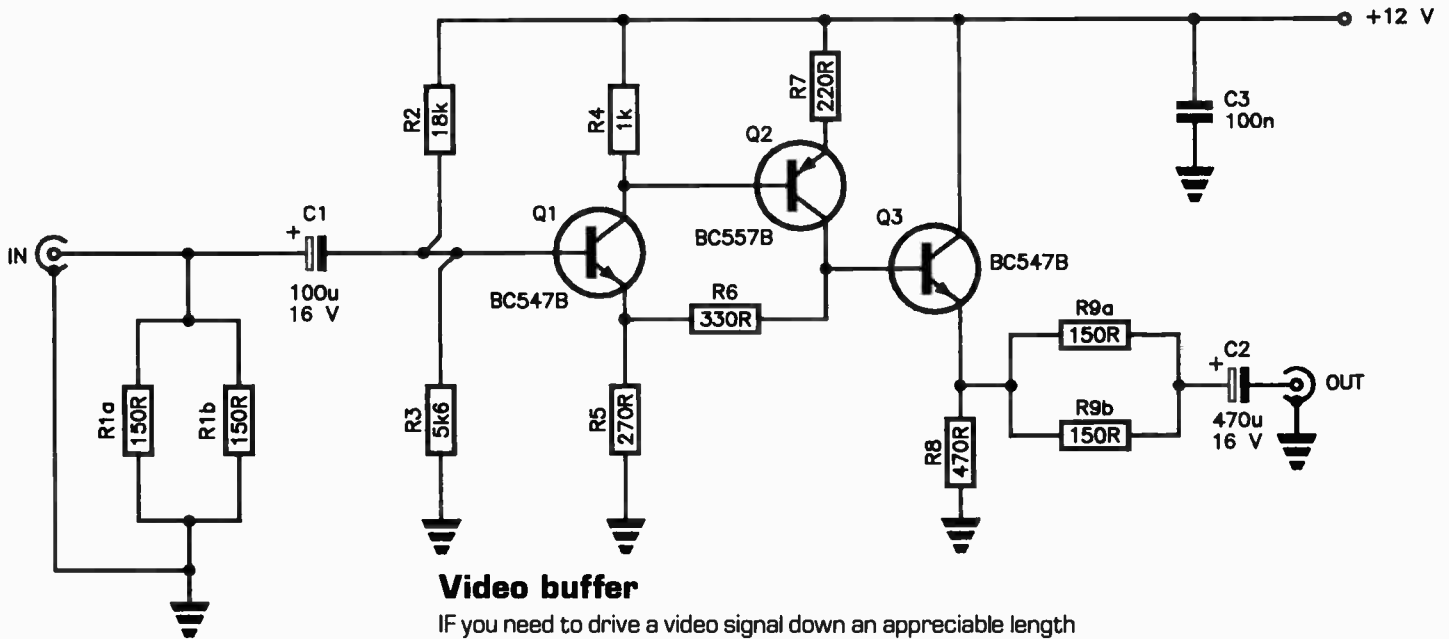 +12 V
R2
18k
R4
1k
R7
220R
C3
100n
Q2
BC557B
C1
+
100u
16 V
Q1
BC547B
Q3
BC547B
IN
R6
330R
R1a
150R
R1b
150R
R3
5k6
R5
270R
R8
470R
R9a
150R
R9b
150R
C2
+
470u
16 V
OUT
Video buffer
IF you need to drive a video signal down an appreciable length